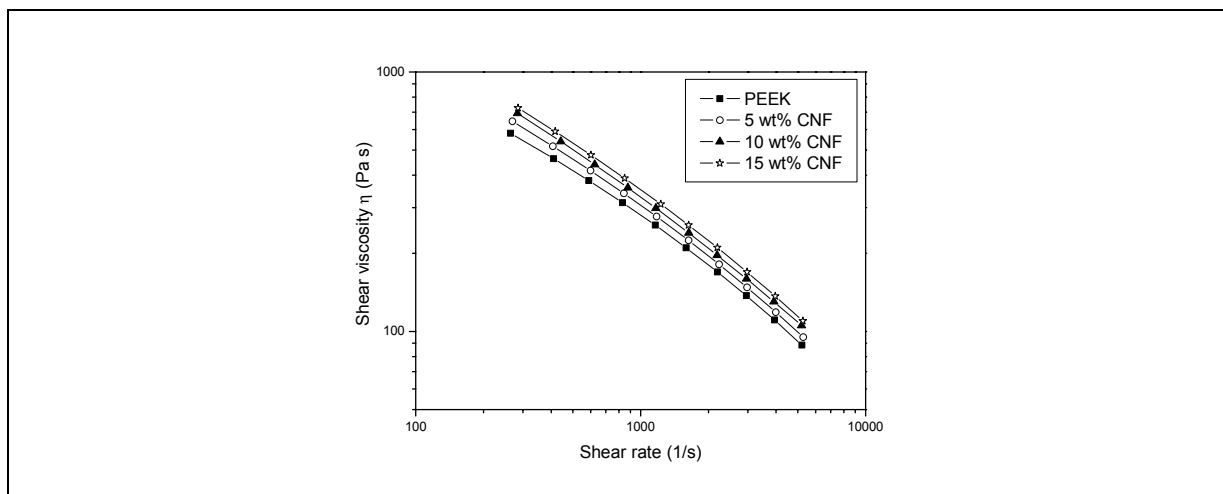 1000
PEEK
5 wt% CNF
10 wt% CNF
15 wt% CNF
Shear viscosity η (Pa s)
100
100
1000
10000
Shear rate (1/s)